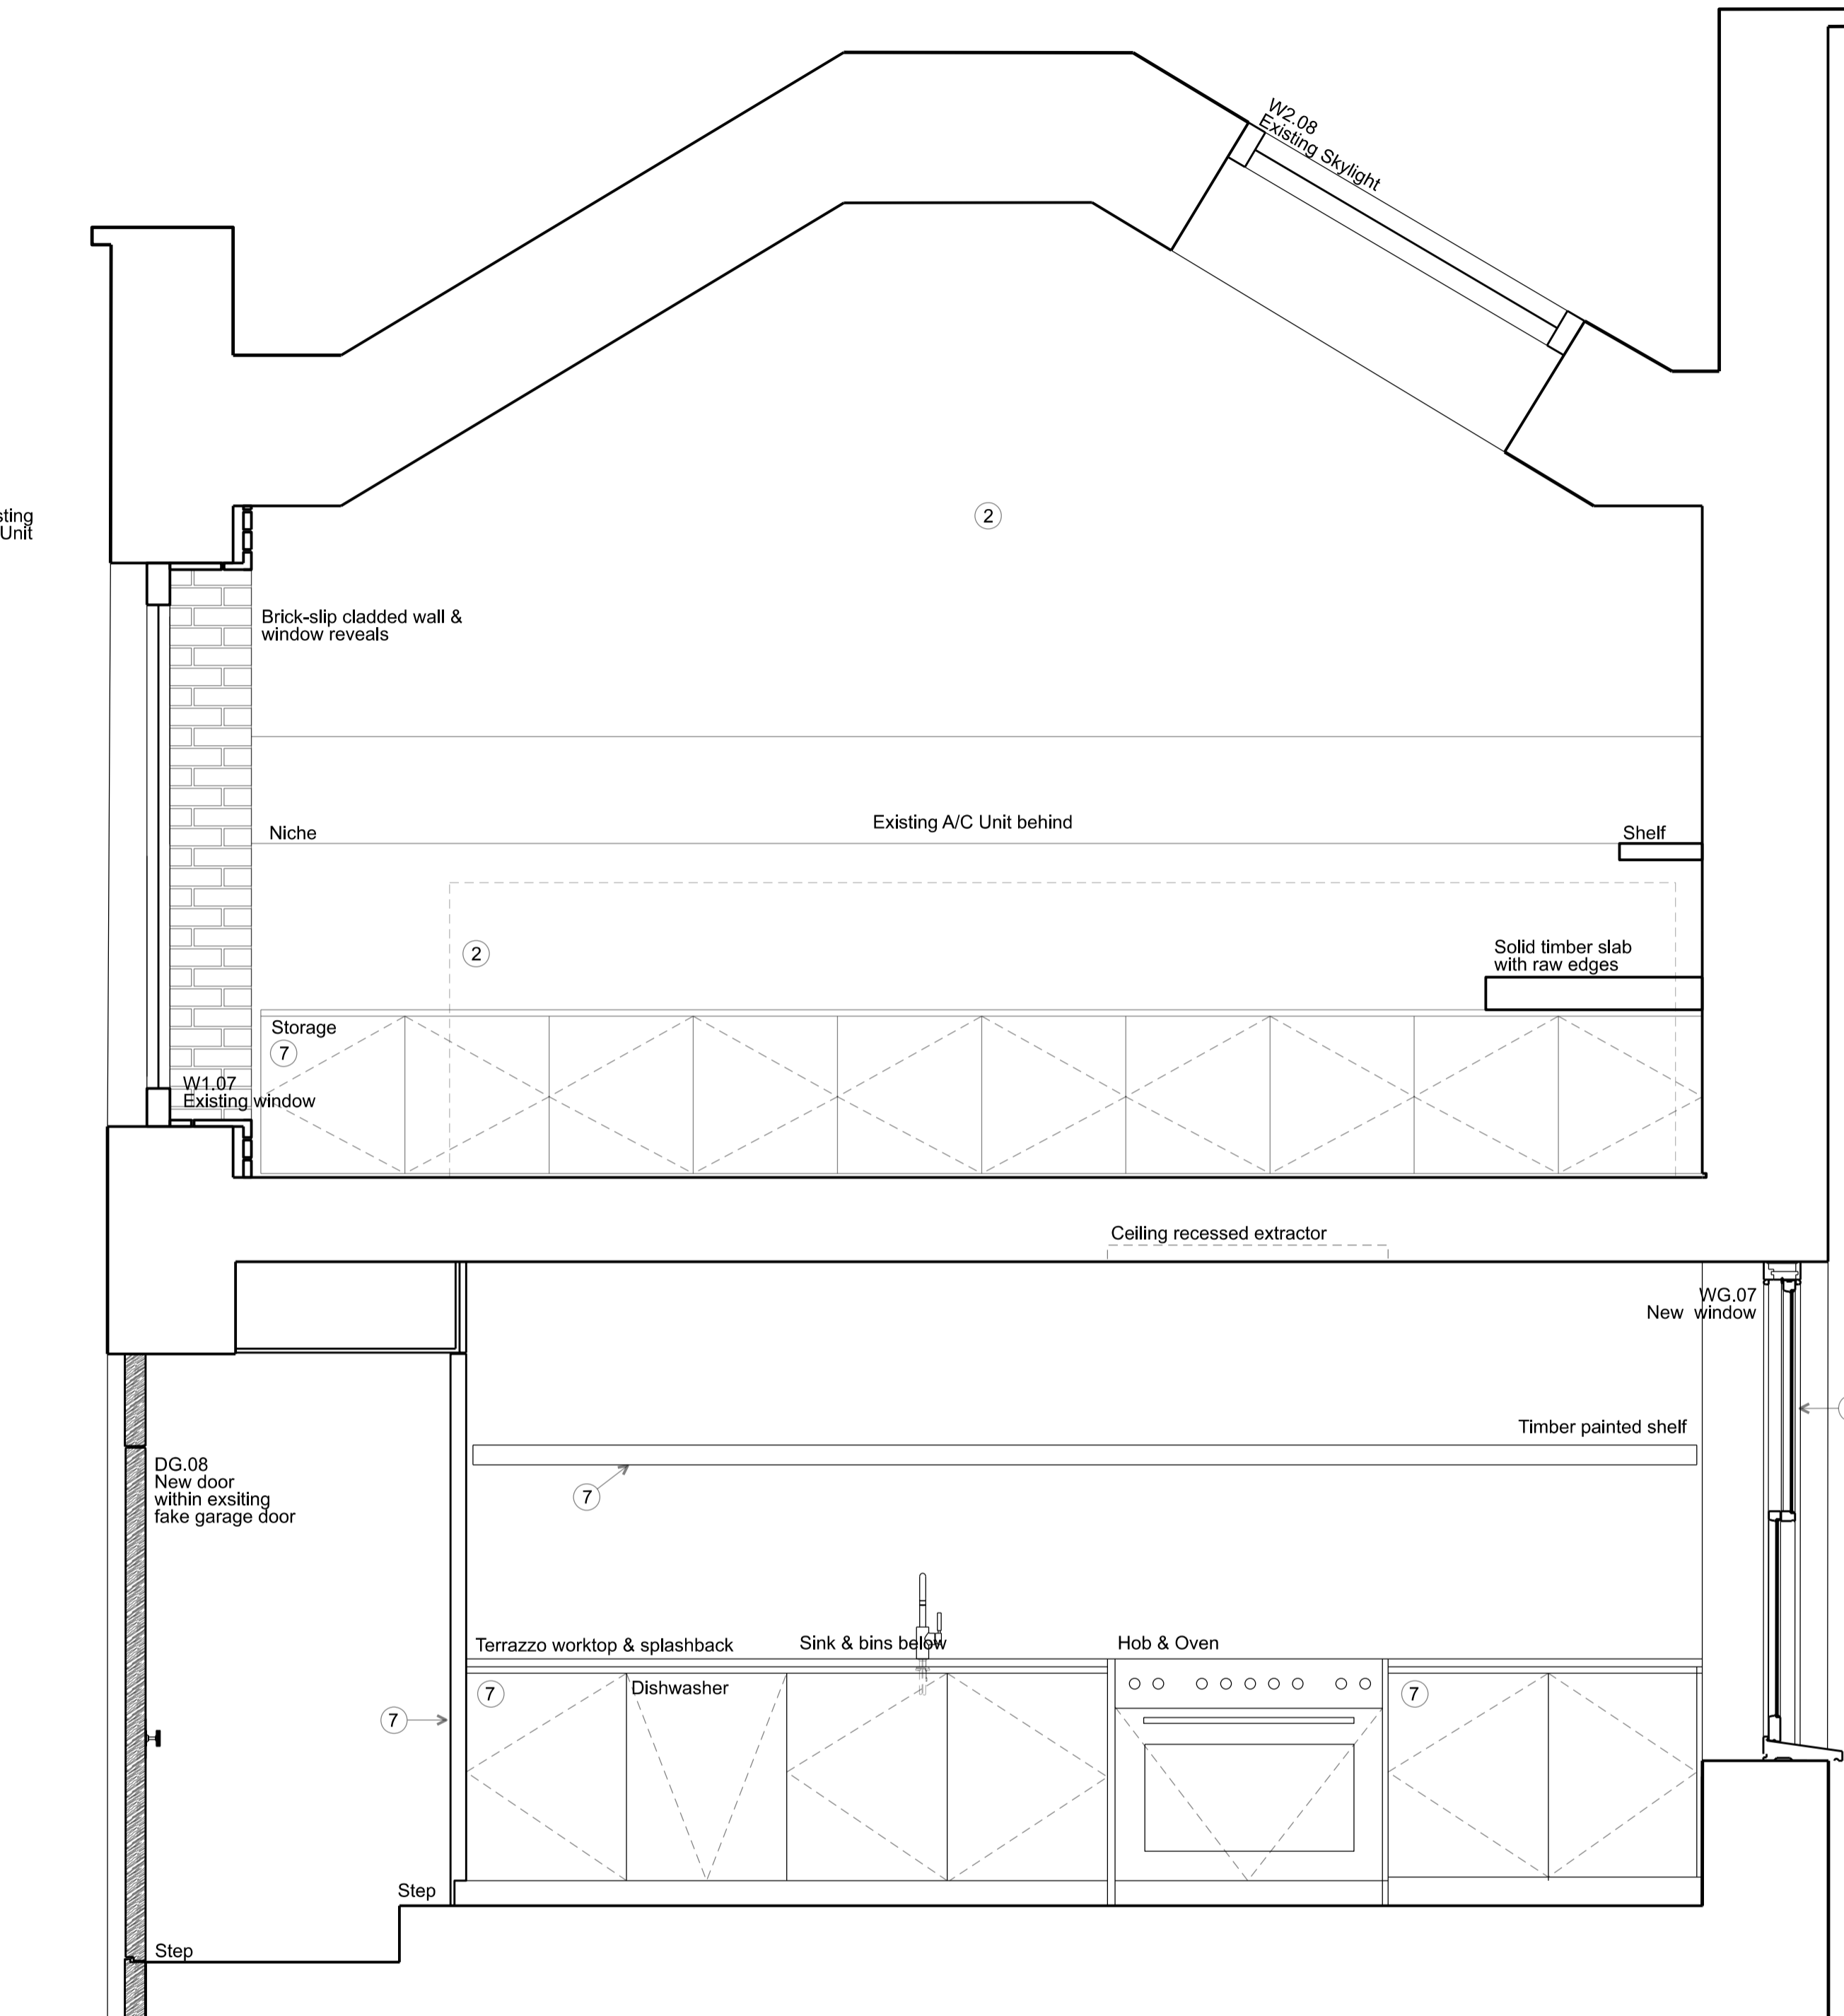 W2.08
Existing Skylight
2
sting
Unit
Brick-slip cladded wall &
window reveals
Niche
Existing A/C Unit behind
Shelf
2
Solid timber slab
with raw edges
Storage
7
W1.07
Existing window
Ceiling recessed extractor
WG.07
New window
Timber painted shelf
DG.08
New door
within exsiting
fake garage door
7
Terrazzo worktop & splashback
Sink & bins below
Hob & Oven
7
Dishwasher
7
7
Step
Step